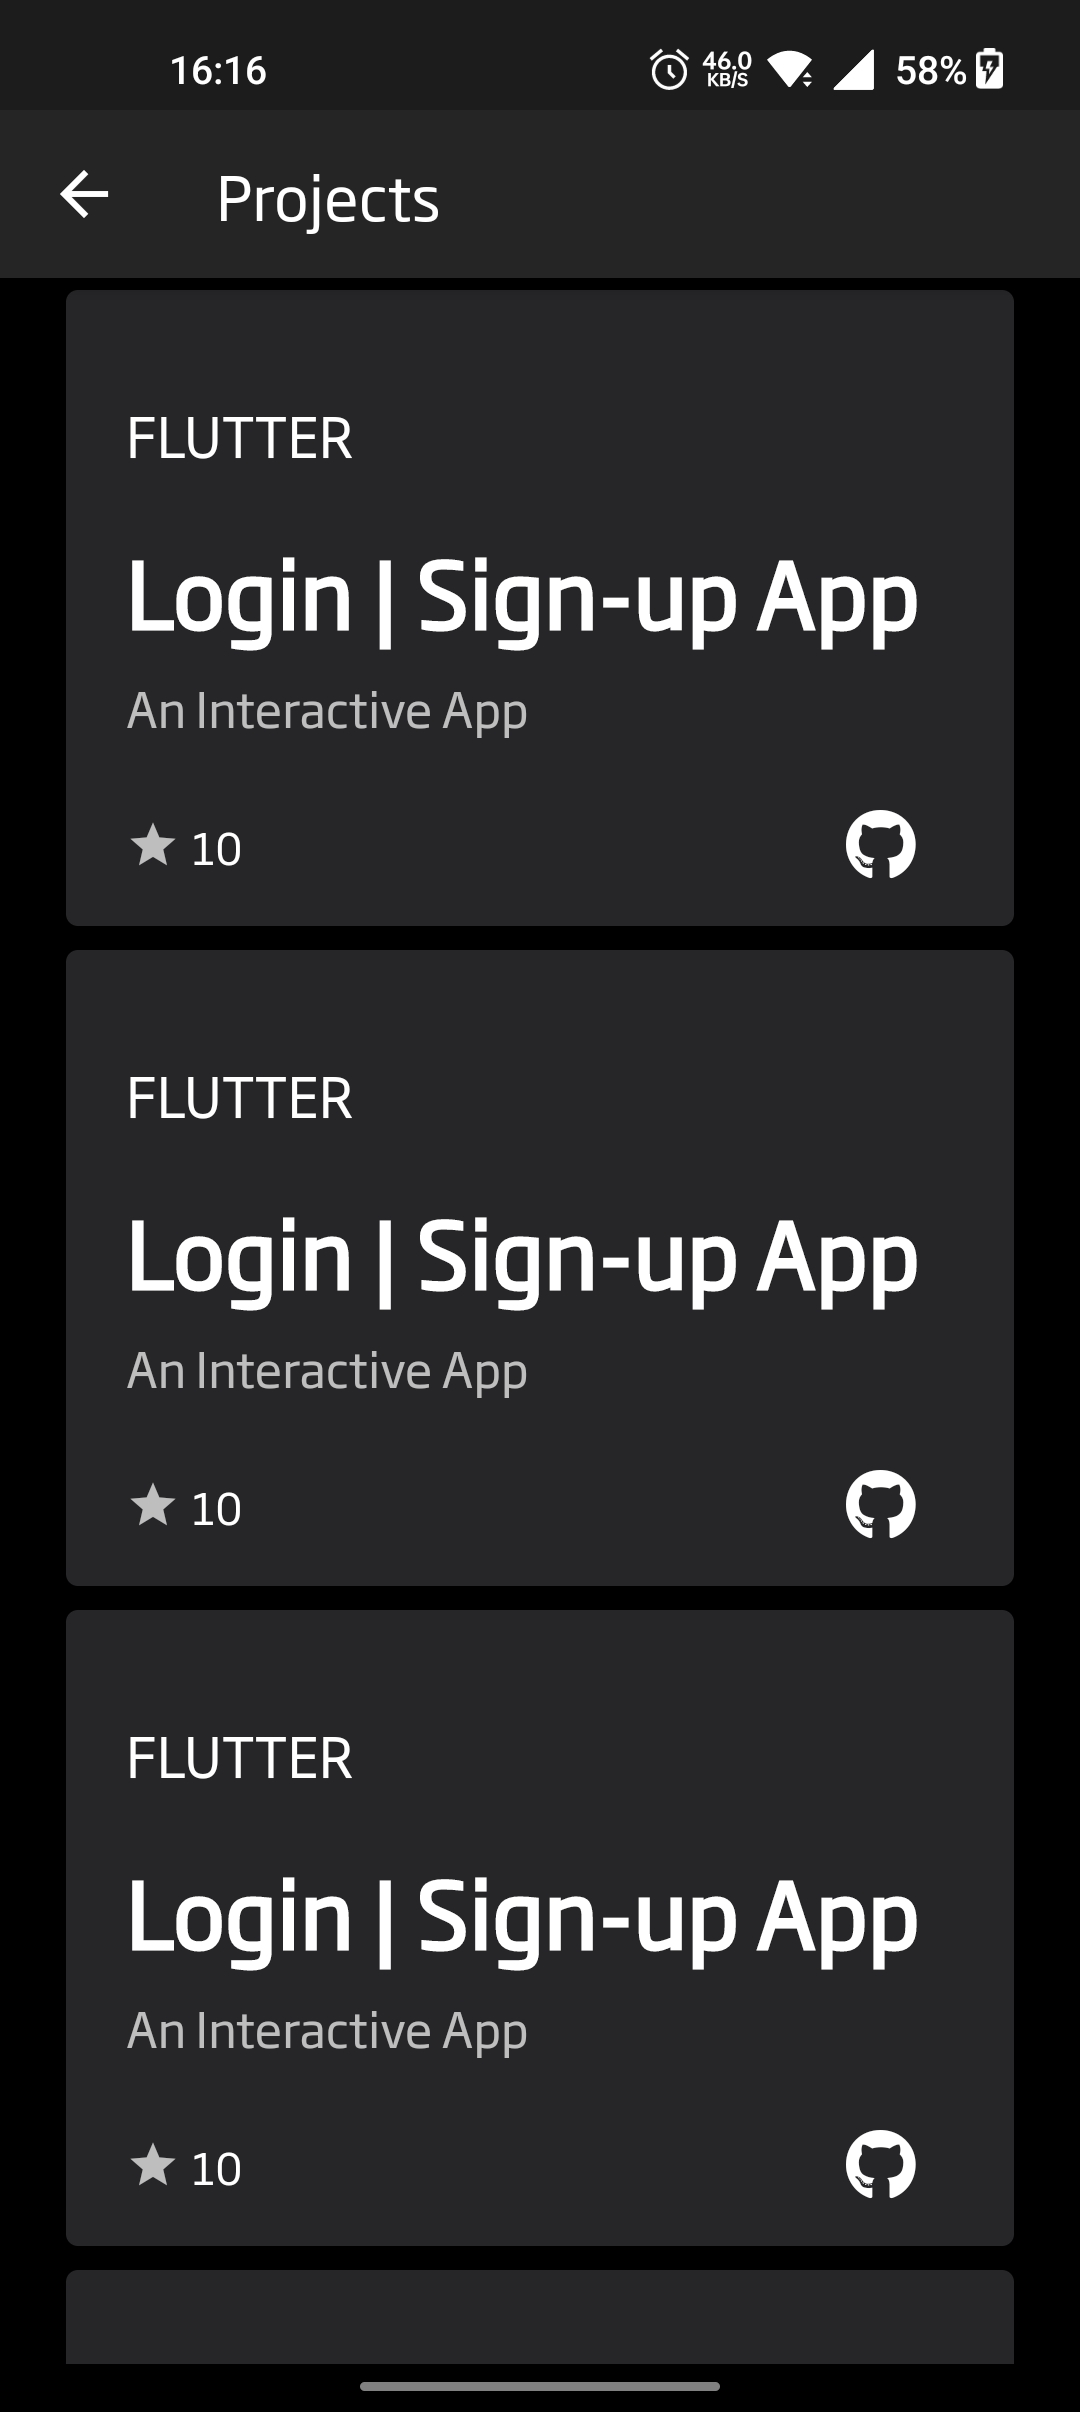 16:16
46.0
KB/S
58%
Projects
FLUTTER
Login | Sign-up App
An Interactive App
10
FLUTTER
Login | Sign-up App
An Interactive App
10
FLUTTER
Login | Sign-up App
An Interactive App
10